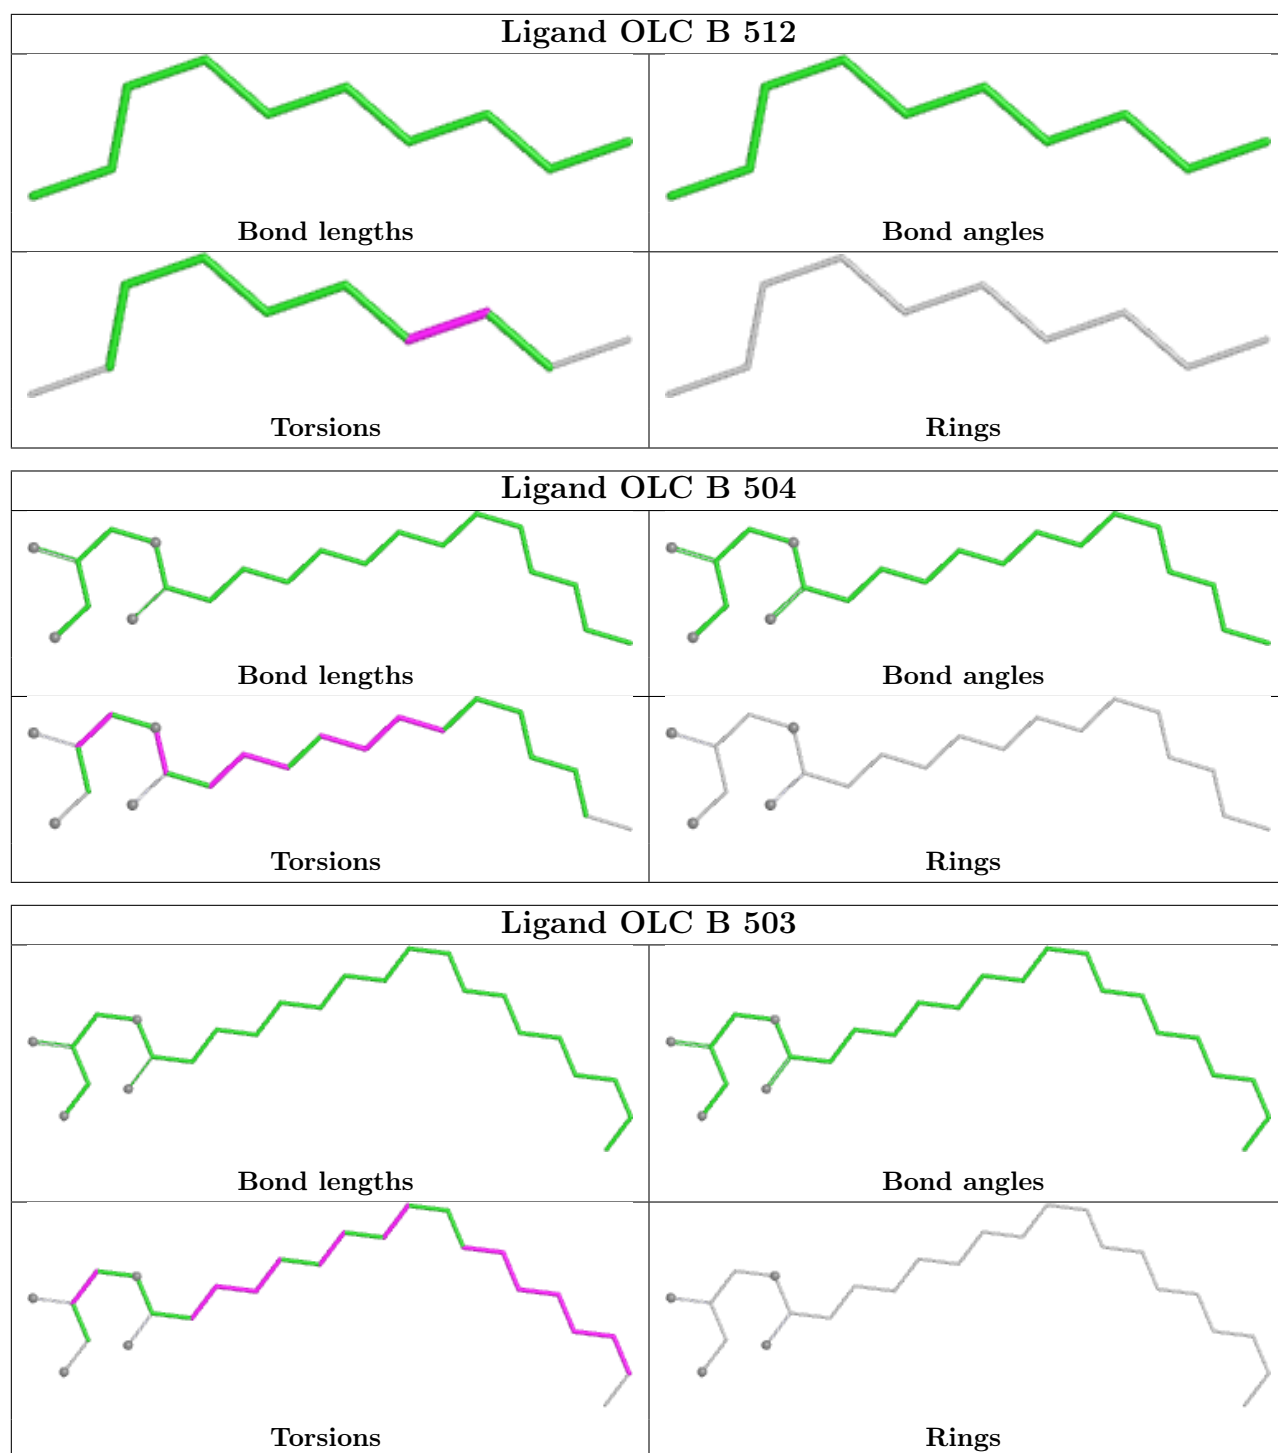 Ligand OLC B 512
Bond lengths
Bond angles
Torsions
Rings
Ligand OLC B 504
Bond lengths
Bond angles
Torsions
Rings
Ligand OLC B 503
Bond lengths
Bond angles
Torsions
Rings